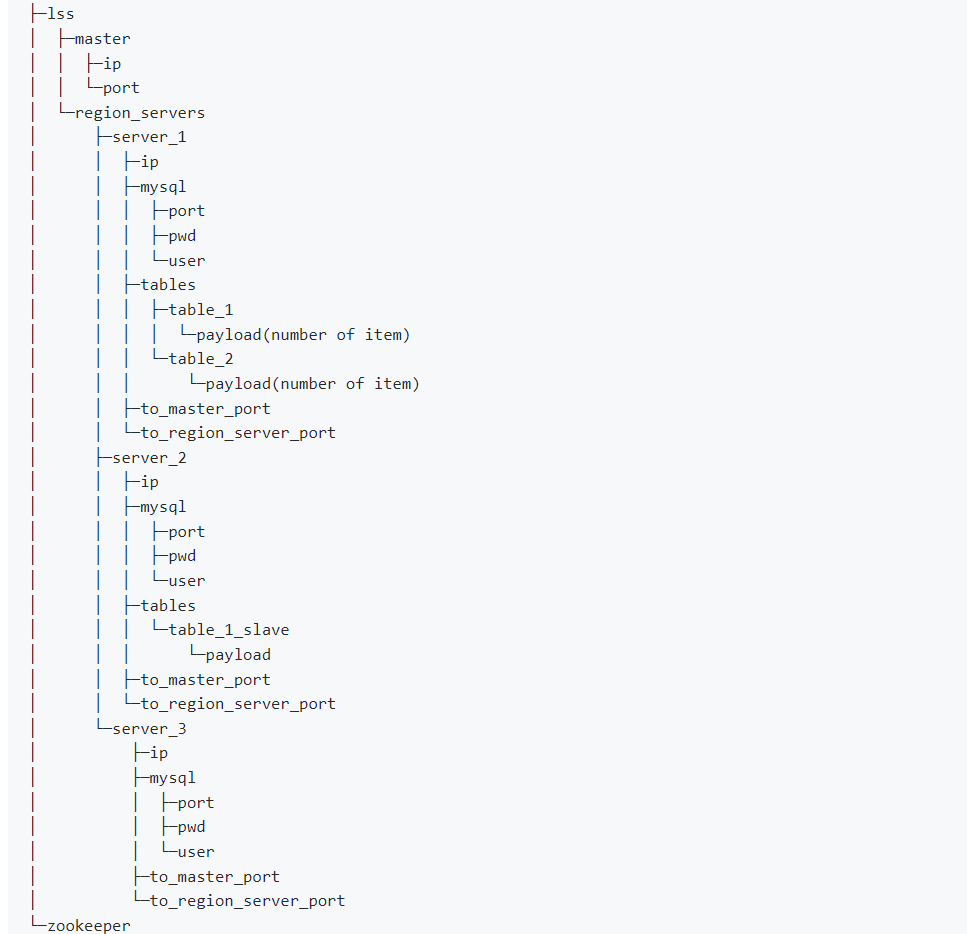 ├─lss
│  ├─master
│  │  ├─ip
│  │  └─port
│  └─region_servers
│      ├─server_1
│      │  ├─ip
│      │  ├─mysql
│      │  │  ├─port
│      │  │  ├─pwd
│      │  │  └─user
│      │  ├─tables
│      │  │  ├─table_1
│      │  │  │  └─payload(number of item)
│      │  │  └─table_2
│      │  │      └─payload(number of item)
│      │  ├─to_master_port
│      │  └─to_region_server_port
│      ├─server_2
│      │  ├─ip
│      │  ├─mysql
│      │  │  ├─port
│      │  │  ├─pwd
│      │  │  └─user
│      │  ├─tables
│      │  │  └─table_1_slave
│      │  │      └─payload
│      │  ├─to_master_port
│      │  └─to_region_server_port
│      └─server_3
│          ├─ip
│          ├─mysql
│          │  ├─port
│          │  ├─pwd
│          │  └─user
│          ├─to_master_port
│          └─to_region_server_port
└─zookeeper